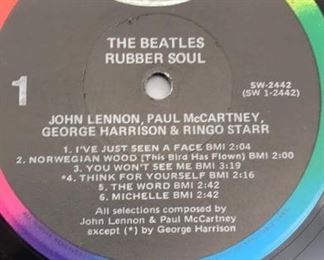 THE BEATLES
RUBBER SOUL
1
SW-2442
(SW 1-2442)
JOHN LENNON, PAUL McCARTNEY,
GEORGE HARRISON & RINGO STARR
1. I'VE JUST SEEN A FACE BMI 2:04
2. NORWEGIAN WOOD (This Bird Has Flown) BMI 2:00
3. YOU WON'T SEE ME BMI 3:19
*4. THINK FOR YOURSELF BMI 2:16
5. THE WORD BMI 2:42
6. MICHELLE BMI 2:42
All selections composed by
John Lennon & Paul McCartney
except (*) by George Harrison